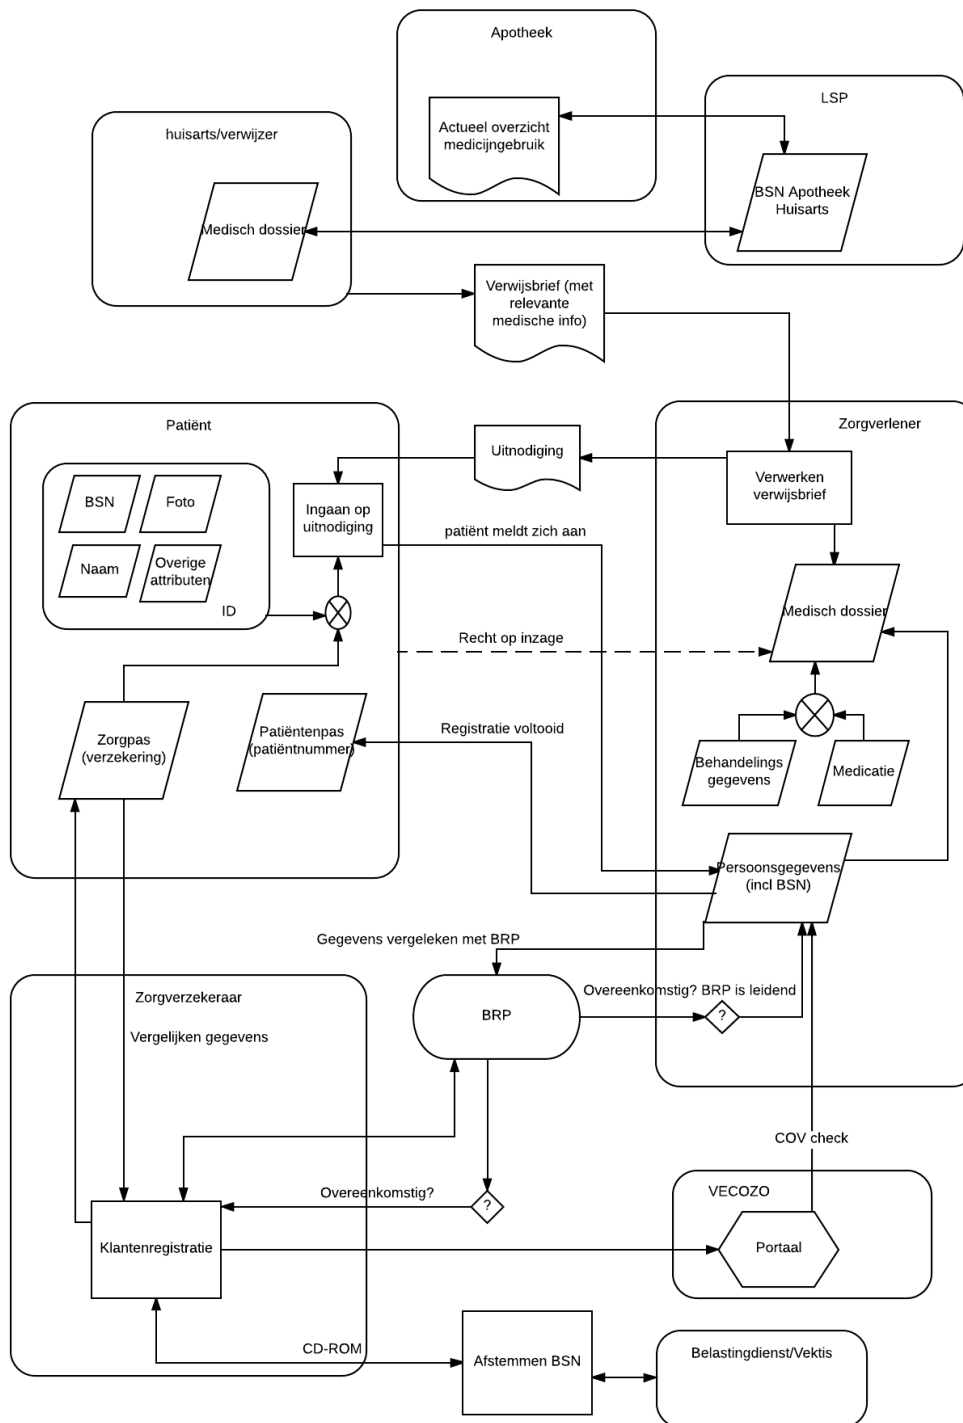 Apotheek
Actueel overzicht
medicijngebruik
LSP
BSN Apotheek
Huisarts
huisarts/verwijzer
Medisch dossier
Verwijsbrief (met
relevante
medische info)
Patiënt
BSN
Foto
Naam
Overige
attributen
ID
Ingaan op
uitnodiging
Uitnodiging
Zorgverlener
Verwerken
verwijsbrief
patiënt meldt zich aan
Medisch dossier
Recht op inzage
Zorgpas
(verzekering)
Patiëntenpas
(patiëntnummer)
Registratie voltooid
Behandelings
gegevens
Medicatie
Persoonsgegevens
(incl BSN)
Gegevens vergeleken met BRP
Zorgverzekeraar
Vergelijken gegevens
BRP
Overeenkomstig? BRP is leidend
?
COV check
Overeenkomstig?
?
Klantenregistratie
VECOZO
Portaal
CD-ROM
Afstemmen BSN
Belastingdienst/Vektis